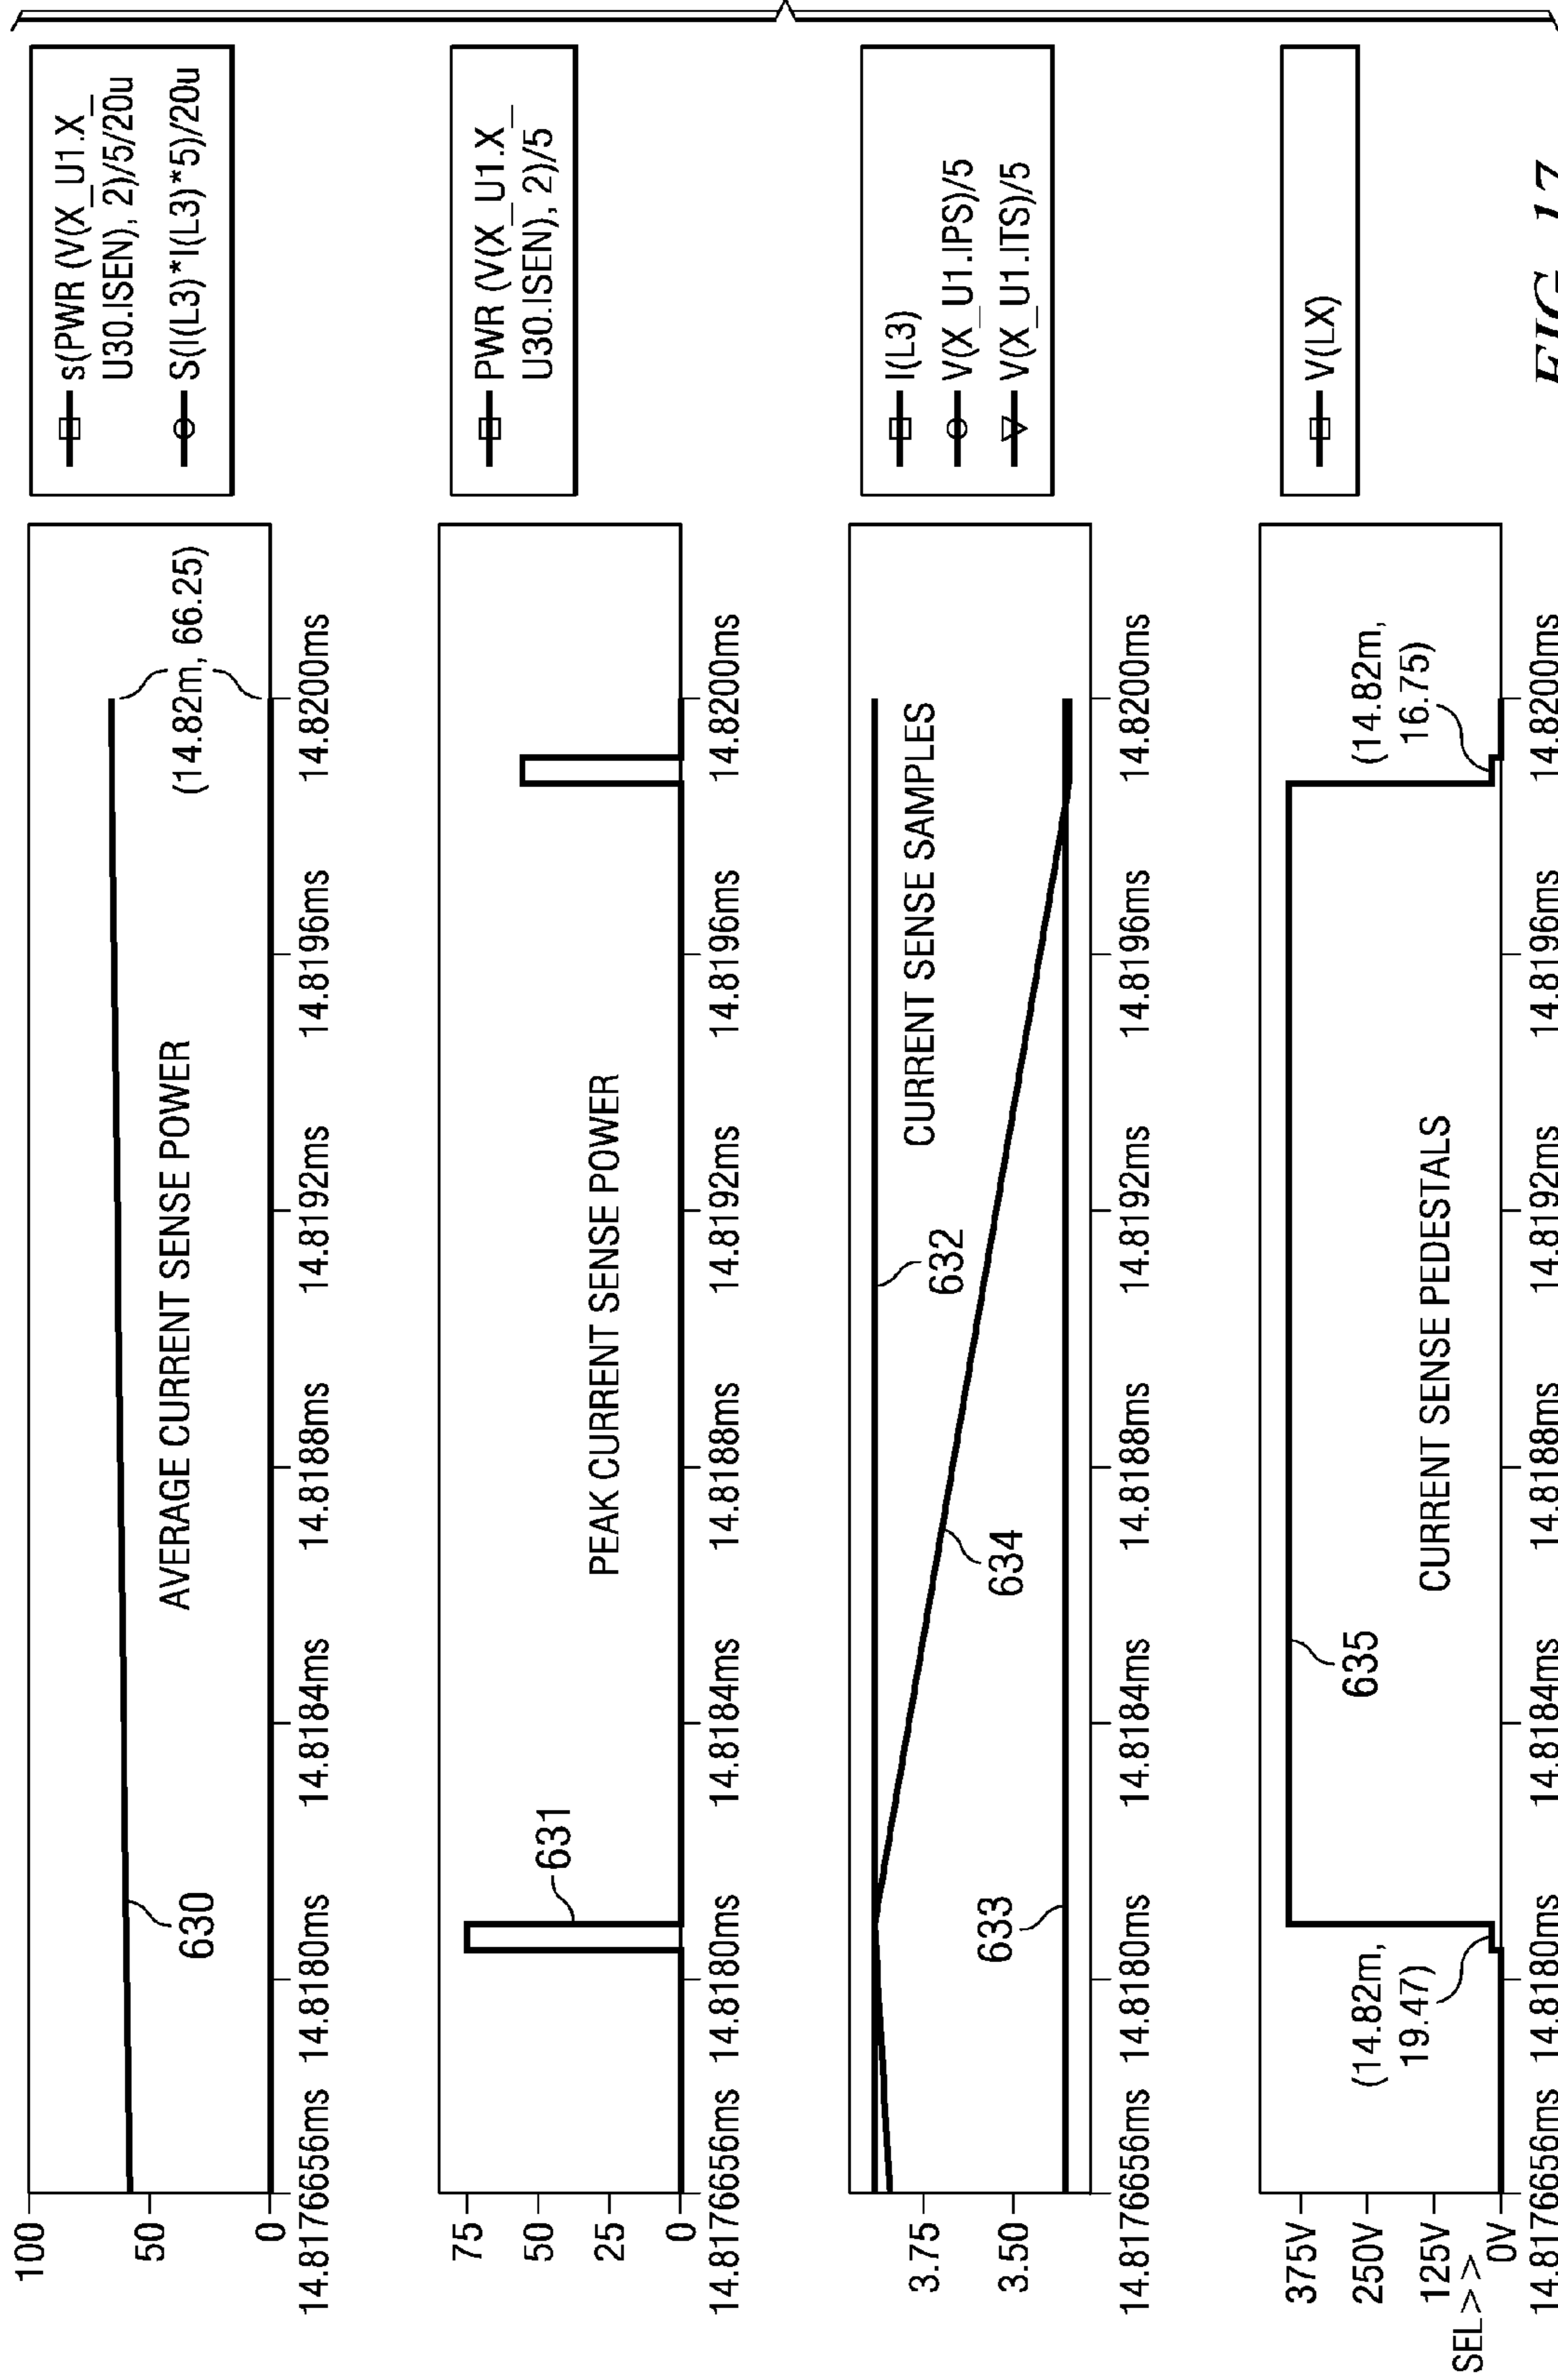 100
50
0
AVERAGE CURRENT SENSE POWER
630
(14.82m, 66.25)
14.8176656ms
14.8180ms
14.8184ms
14.8188ms
14.8192ms
14.8196ms
14.8200ms
s(PWR (V(X_U1.X_
U30.ISEN), 2)/5/20u
S(I(L3)*I(L3)*5)/20u
75
50
25
0
631
PEAK CURRENT SENSE POWER
14.8176656ms
14.8180ms
14.8184ms
14.8188ms
14.8192ms
14.8196ms
14.8200ms
PWR (V(X_U1.X_
U30.ISEN), 2)/5
3.75
3.50
CURRENT SENSE SAMPLES
632
634
633
14.8176656ms
14.8180ms
14.8184ms
14.8188ms
14.8192ms
14.8196ms
14.8200ms
I(L3)
V(X_U1.IPS)/5
V(X_U1.ITS)/5
375V
250V
125V
SEL>>
0V
(14.82m,
19.47)
635
CURRENT SENSE PEDESTALS
(14.82m,
16.75)
14.8176656ms
14.8180ms
14.8184ms
14.8188ms
14.8192ms
14.8196ms
14.8200ms
V(LX)
FIG. 17